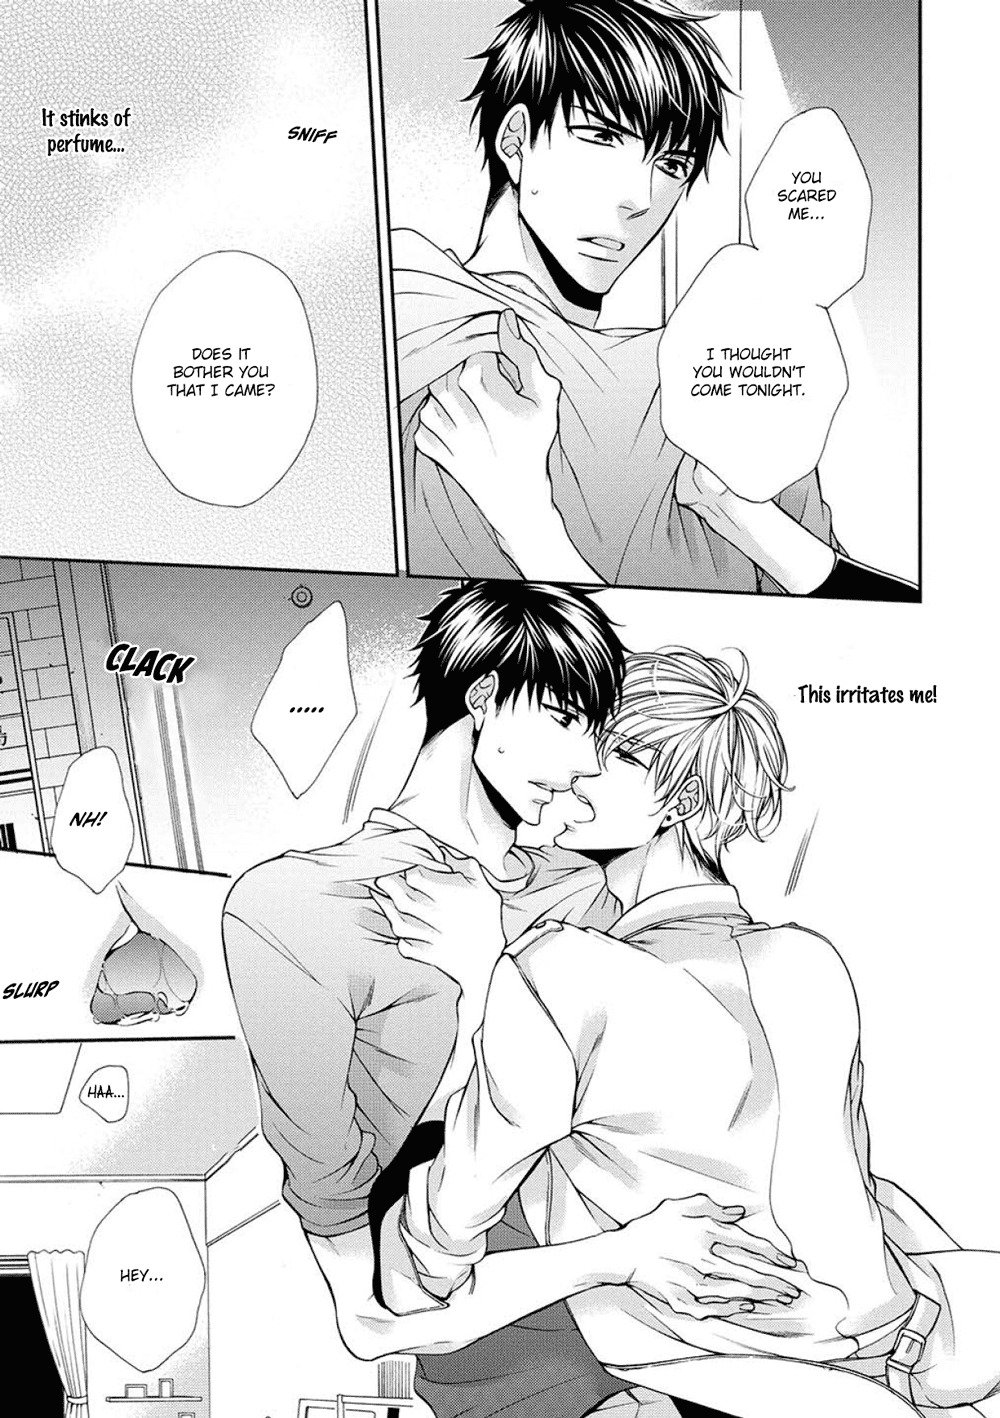 YOU
SCARED
ME...
I THOUGHT
YOU WOULDN'T
COME TONIGHT.
SNIFF
It stinks of
perfume...
DOES IT
BOTHER YOU
THAT I CAME?
This irritates me!
.....
CLACK
NH!
SLURP
HAA...
HEY...